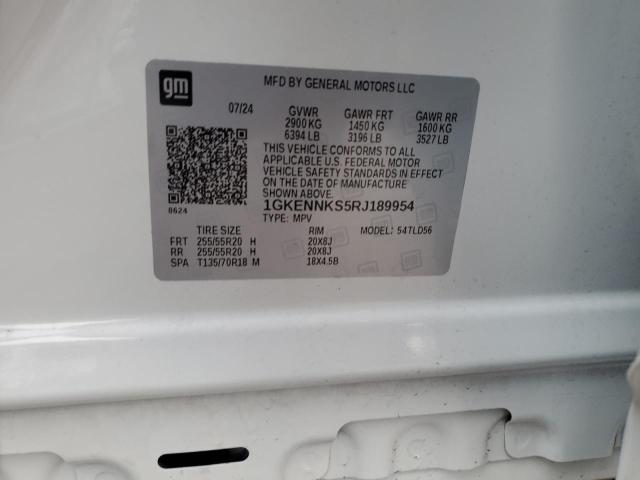 gm
MFD BY GENERAL MOTORS LLC
07/24 GVWR GAWR FRT GAWR RR
2900 KG 1450 KG 1600 KG
6394 LB 3196 LB 3527 LB
THIS VEHICLE CONFORMS TO ALL
APPLICABLE U.S. FEDERAL MOTOR
VEHICLE SAFETY STANDARDS IN EFFECT
ON THE DATE OF MANUFACTURE
SHOWN ABOVE.
8624
1GKENNKS5RJ189954
TYPE: MPV
TIRE SIZE RIM MODEL: 54TLD56
FRT 255/55R20 H 20X8J
RR 255/55R20 H 20X8J
SPA T135/70R18 M 18X4.5B